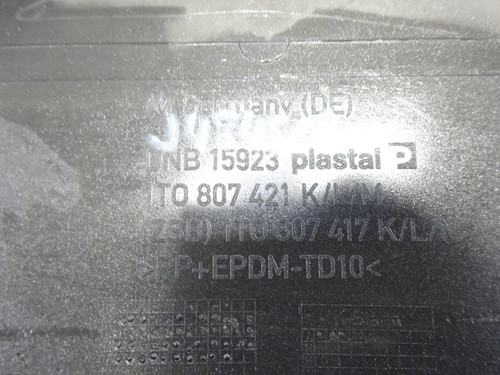 Germany (DE)
DNB 15923 plastal P
1T0 807 421 K/L/M
(ZSB) 1T0 807 417 K/L/
>PP+EPDM-TD10<